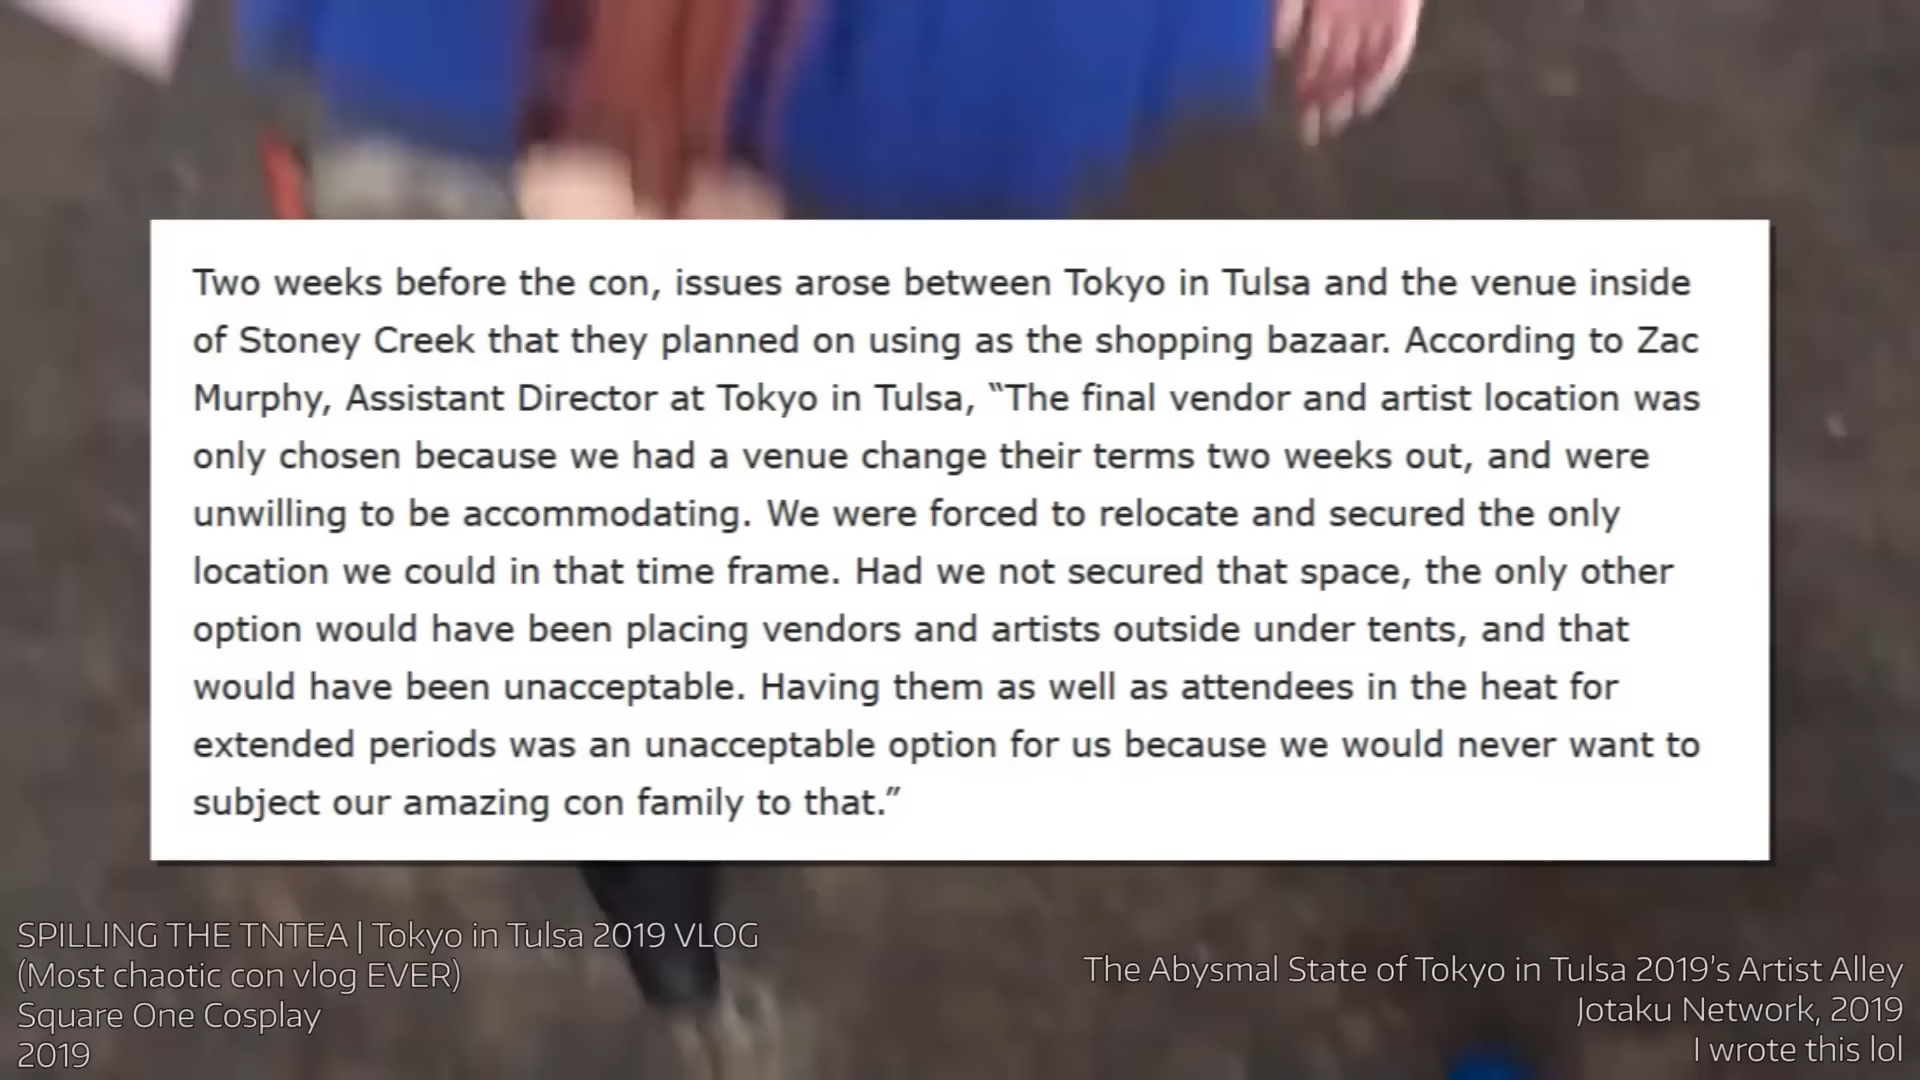 Two weeks before the con, issues arose between Tokyo in Tulsa and the venue inside
of Stoney Creek that they planned on using as the shopping bazaar. According to Zac
Murphy, Assistant Director at Tokyo in Tulsa, “The final vendor and artist location was
only chosen because we had a venue change their terms two weeks out, and were
unwilling to be accommodating. We were forced to relocate and secured the only
location we could in that time frame. Had we not secured that space, the only other
option would have been placing vendors and artists outside under tents, and that
would have been unacceptable. Having them as well as attendees in the heat for
extended periods was an unacceptable option for us because we would never want to
subject our amazing con family to that.”
SPILLING THE TNTEA | Tokyo in Tulsa 2019 VLOG
(Most chaotic con vlog EVER)
Square One Cosplay
2019
The Abysmal State of Tokyo in Tulsa 2019's Artist Alley
Jotaku Network, 2019
I wrote this lol